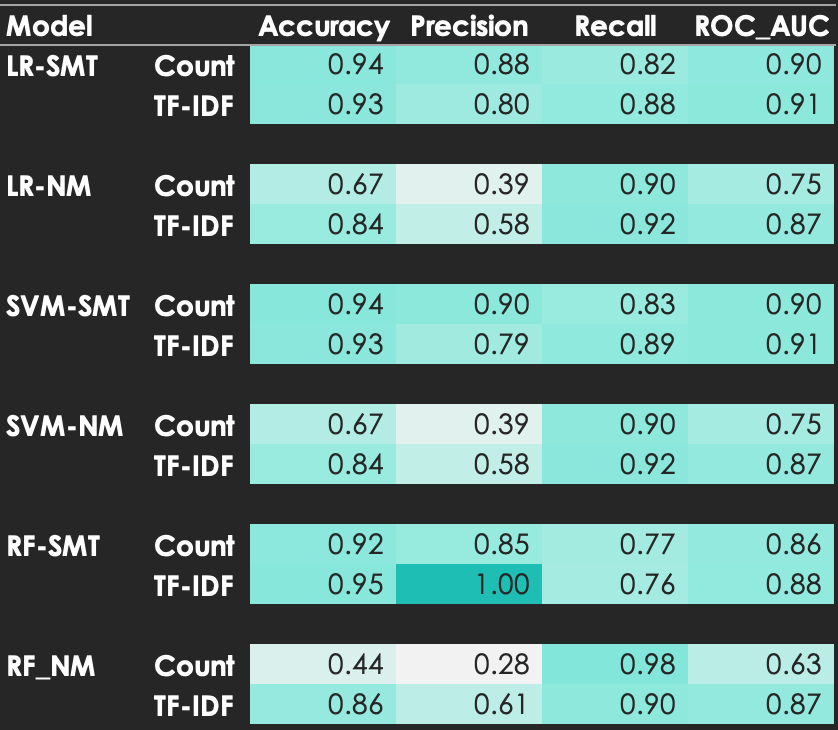 Model Accuracy Precision Recall ROC_AUC
LR-SMT Count 0.94 0.88 0.82 0.90
TF-IDF 0.93 0.80 0.88 0.91
LR-NM Count 0.67 0.39 0.90 0.75
TF-IDF 0.84 0.58 0.92 0.87
SVM-SMT Count 0.94 0.90 0.83 0.90
TF-IDF 0.93 0.79 0.89 0.91
SVM-NM Count 0.67 0.39 0.90 0.75
TF-IDF 0.84 0.58 0.92 0.87
RF-SMT Count 0.92 0.85 0.77 0.86
TF-IDF 0.95 1.00 0.76 0.88
RF_NM Count 0.44 0.28 0.98 0.63
TF-IDF 0.86 0.61 0.90 0.87